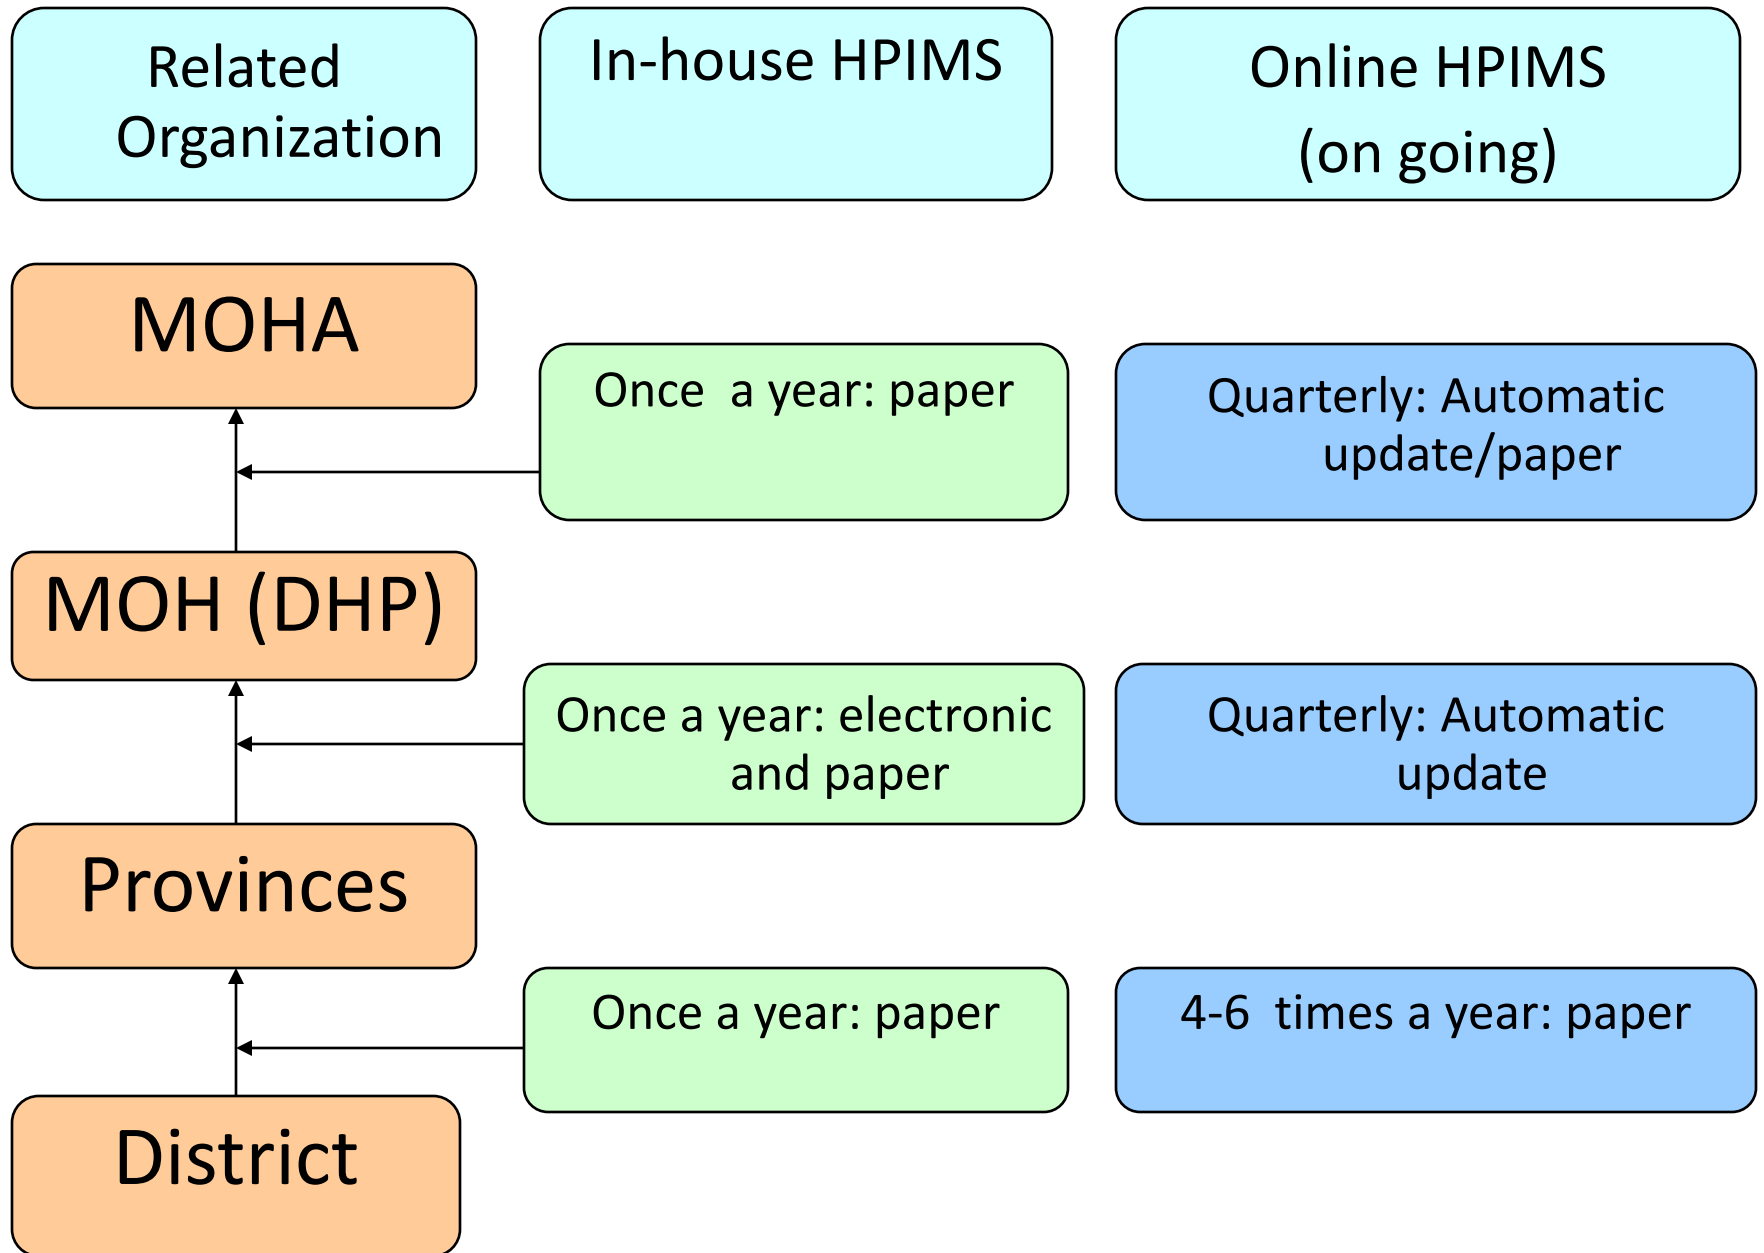 Related
Organization
In-house HPIMS
Online HPIMS
(on going)
MOHA
Once  a year: paper
Quarterly: Automatic
update/paper
MOH (DHP)
Once a year: electronic
and paper
Quarterly: Automatic
update
Provinces
Once a year: paper
4-6  times a year: paper
District